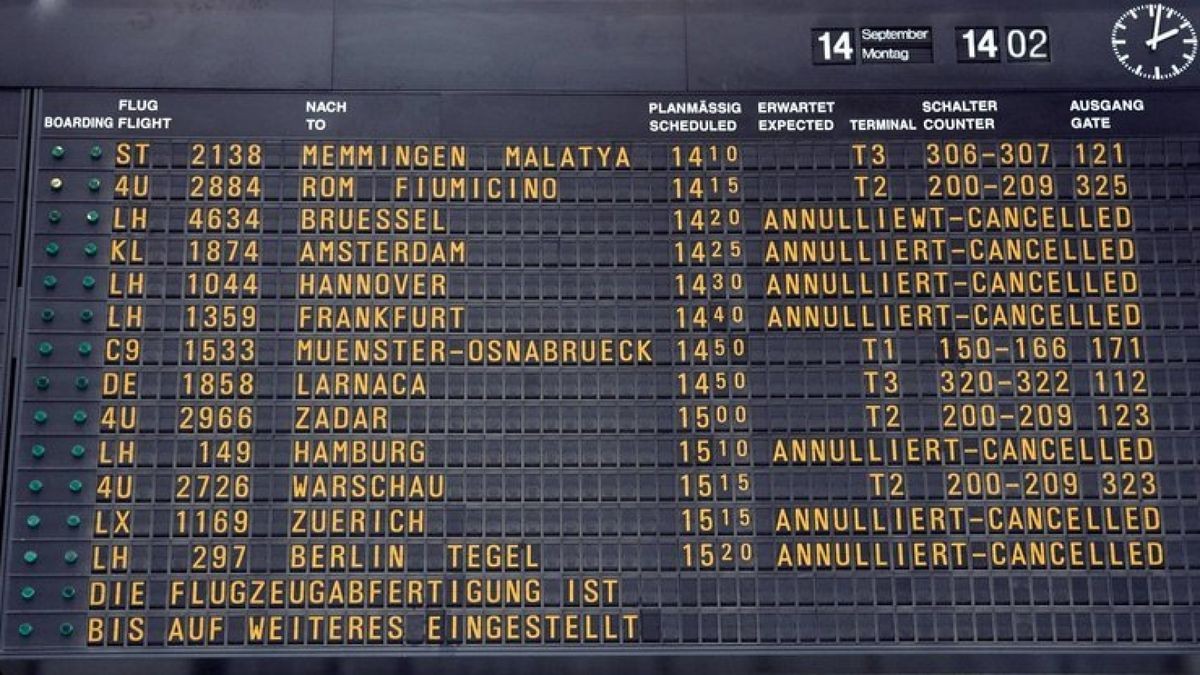 14 September Montag 14 02
BOARDING FLUG FLIGHT NACH TO PLANMÄSSIG SCHEDULED ERWARTET EXPECTED TERMINAL SCHALTER COUNTER AUSGANG GATE
ST 2138 MEMMINGEN MALATYA 1410 T3 306-307 121
4U 2884 ROM FIUMICINO 1415 T2 200-209 325
LH 4634 BRUESSEL 1420 ANNULLIEWT-CANCELLED
KL 1874 AMSTERDAM 1425 ANNULLIERT-CANCELLED
LH 1044 HANNOVER 1430 ANNULLIERT-CANCELLED
LH 1359 FRANKFURT 1440 ANNULLIERT-CANCELLED
C9 1533 MUENSTER-OSNABRUECK 1450 T1 150-166 171
DE 1858 LARNACA 1450 T3 320-322 112
4U 2966 ZADAR 1500 T2 200-209 123
LH 149 HAMBURG 1510 ANNULLIERT-CANCELLED
4U 2726 WARSCHAU 1515 T2 200-209 323
LX 1169 ZUERICH 1515 ANNULLIERT-CANCELLED
LH 297 BERLIN TEGEL 1520 ANNULLIERT-CANCELLED
DIE FLUGZEUGABFERTIGUNG IST
BIS AUF WEITERES EINGESTELLT